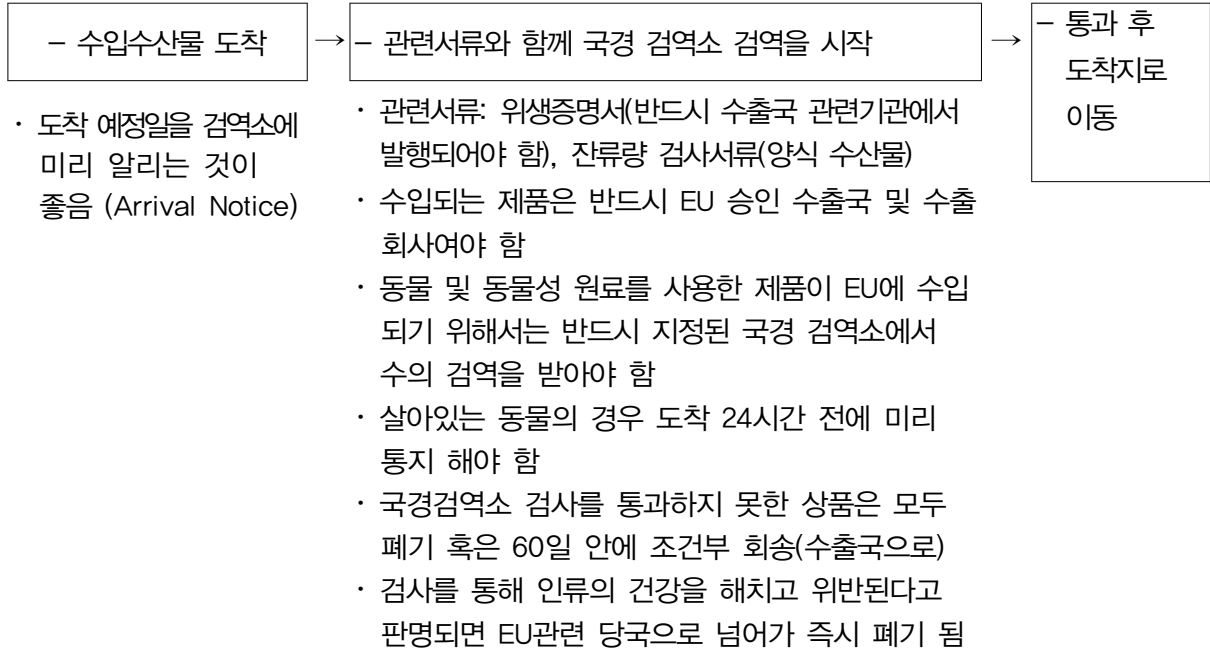 – 수입수산물 도착
→
– 관련서류와 함께 국경 검역소 검역을 시작
→
– 통과 후
도착지로
이동
· 도착 예정일을 검역소에
미리 알리는 것이
좋음 (Arrival Notice)
· 관련서류: 위생증명서(반드시 수출국 관련기관에서
발행되어야 함), 잔류량 검사서류(양식 수산물)
· 수입되는 제품은 반드시 EU 승인 수출국 및 수출
회사여야 함
· 동물 및 동물성 원료를 사용한 제품이 EU에 수입
되기 위해서는 반드시 지정된 국경 검역소에서
수의 검역을 받아야 함
· 살아있는 동물의 경우 도착 24시간 전에 미리
통지 해야 함
· 국경검역소 검사를 통과하지 못한 상품은 모두
폐기 혹은 60일 안에 조건부 회송(수출국으로)
· 검사를 통해 인류의 건강을 해치고 위반된다고
판명되면 EU관련 당국으로 넘어가 즉시 폐기 됨